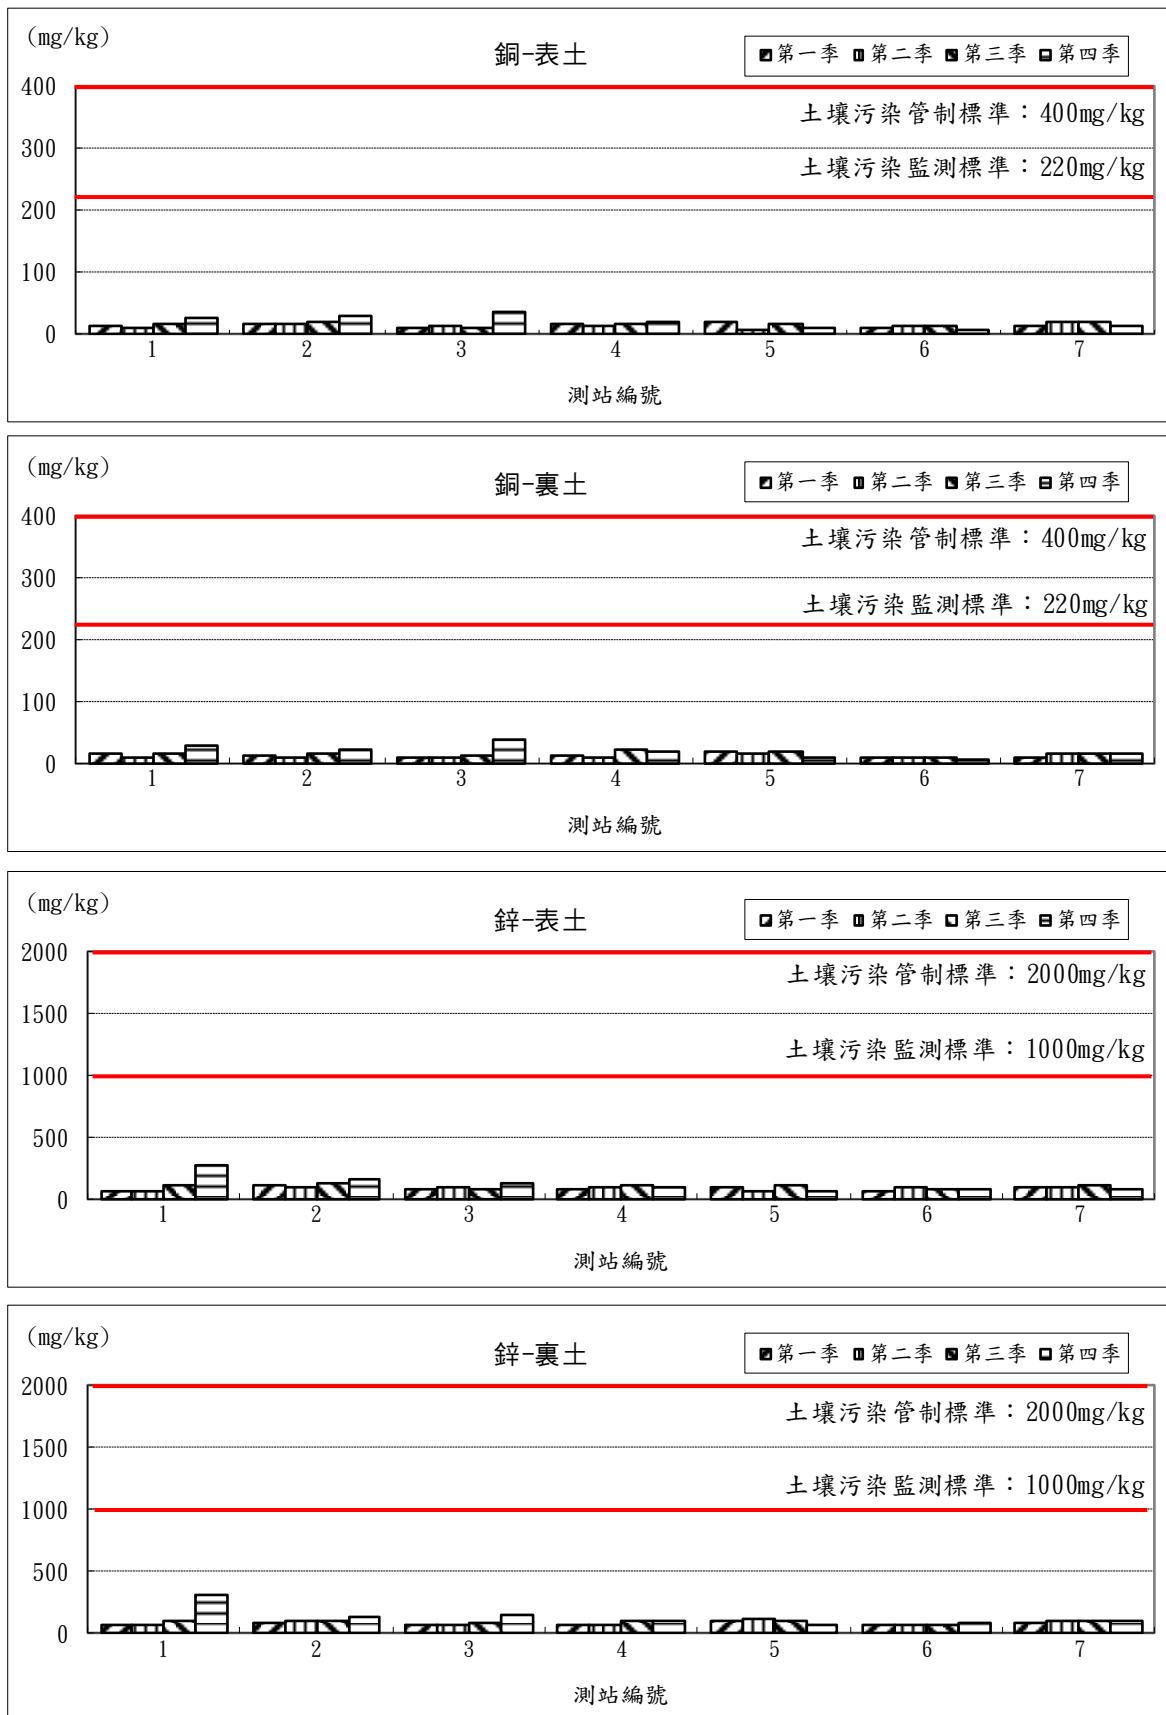 (mg/kg)
銅-表土
第一季 第二季 第三季 第四季
400
土壤污染管制標準：400mg/kg
300
土壤污染監測標準：220mg/kg
200
100
0
1 2 3 4 5 6 7
測站編號
(mg/kg)
銅-裏土
第一季 第二季 第三季 第四季
400
土壤污染管制標準：400mg/kg
300
土壤污染監測標準：220mg/kg
200
100
0
1 2 3 4 5 6 7
測站編號
(mg/kg)
鋅-表土
第一季 第二季 第三季 第四季
2000
土壤污染管制標準：2000mg/kg
1500
土壤污染監測標準：1000mg/kg
1000
500
0
1 2 3 4 5 6 7
測站編號
(mg/kg)
鋅-裏土
第一季 第二季 第三季 第四季
2000
土壤污染管制標準：2000mg/kg
1500
土壤污染監測標準：1000mg/kg
1000
500
0
1 2 3 4 5 6 7
測站編號